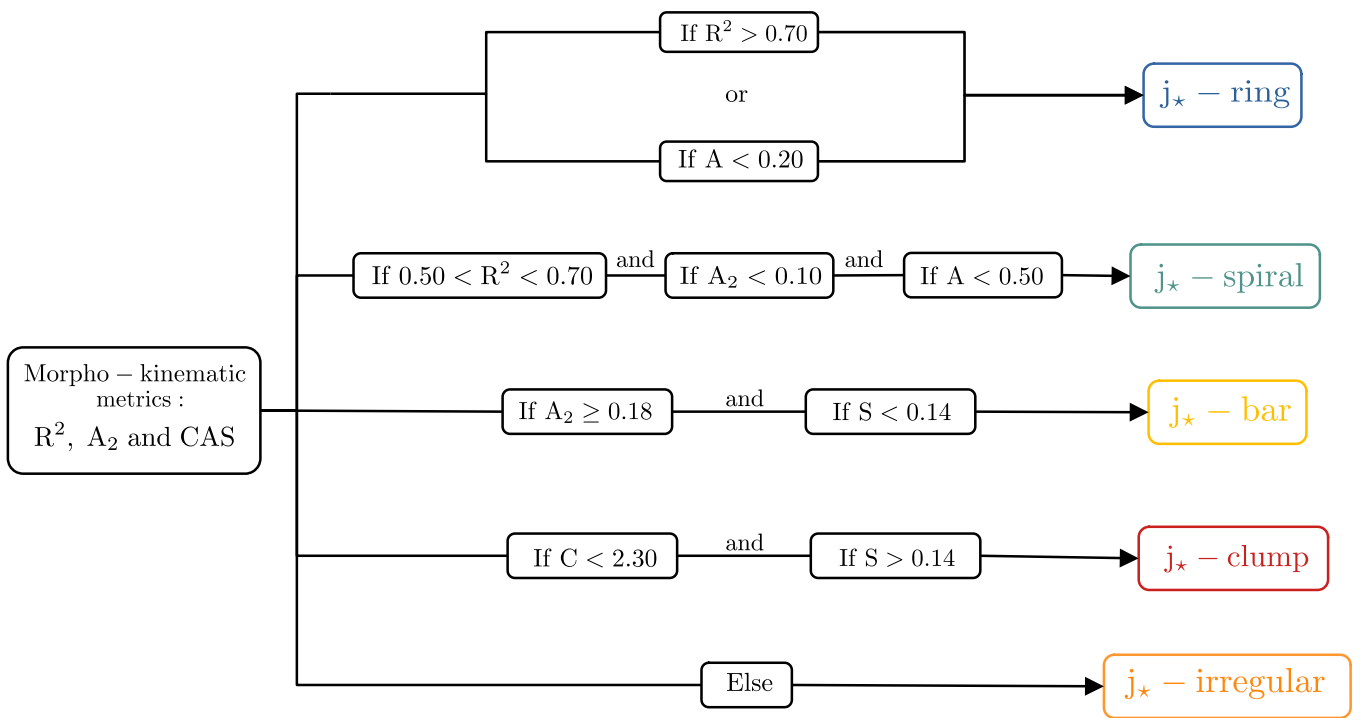 If R² > 0.70
or
If A < 0.20
j⋆ − ring
If 0.50 < R² < 0.70
and
If A₂ < 0.10
and
If A < 0.50
j⋆ − spiral
Morpho − kinematic
metrics :
R², A₂ and CAS
If A₂ ≥ 0.18
and
If S < 0.14
j⋆ − bar
If C < 2.30
and
If S > 0.14
j⋆ − clump
Else
j⋆ − irregular